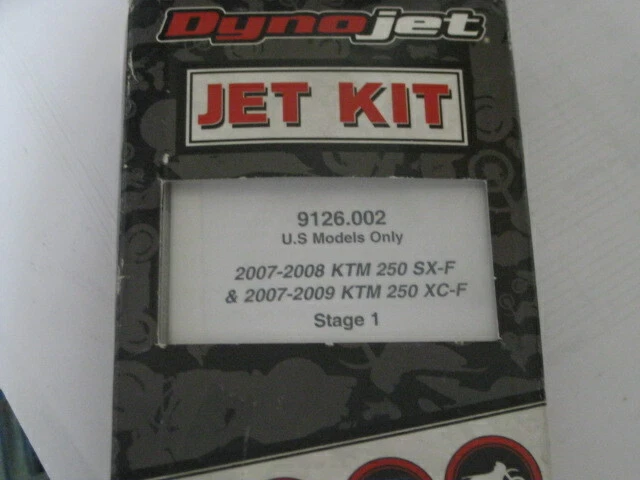 Dynojet
JET KIT
9126.002
U.S Models Only
2007-2008 KTM 250 SX-F
& 2007-2009 KTM 250 XC-F
Stage 1